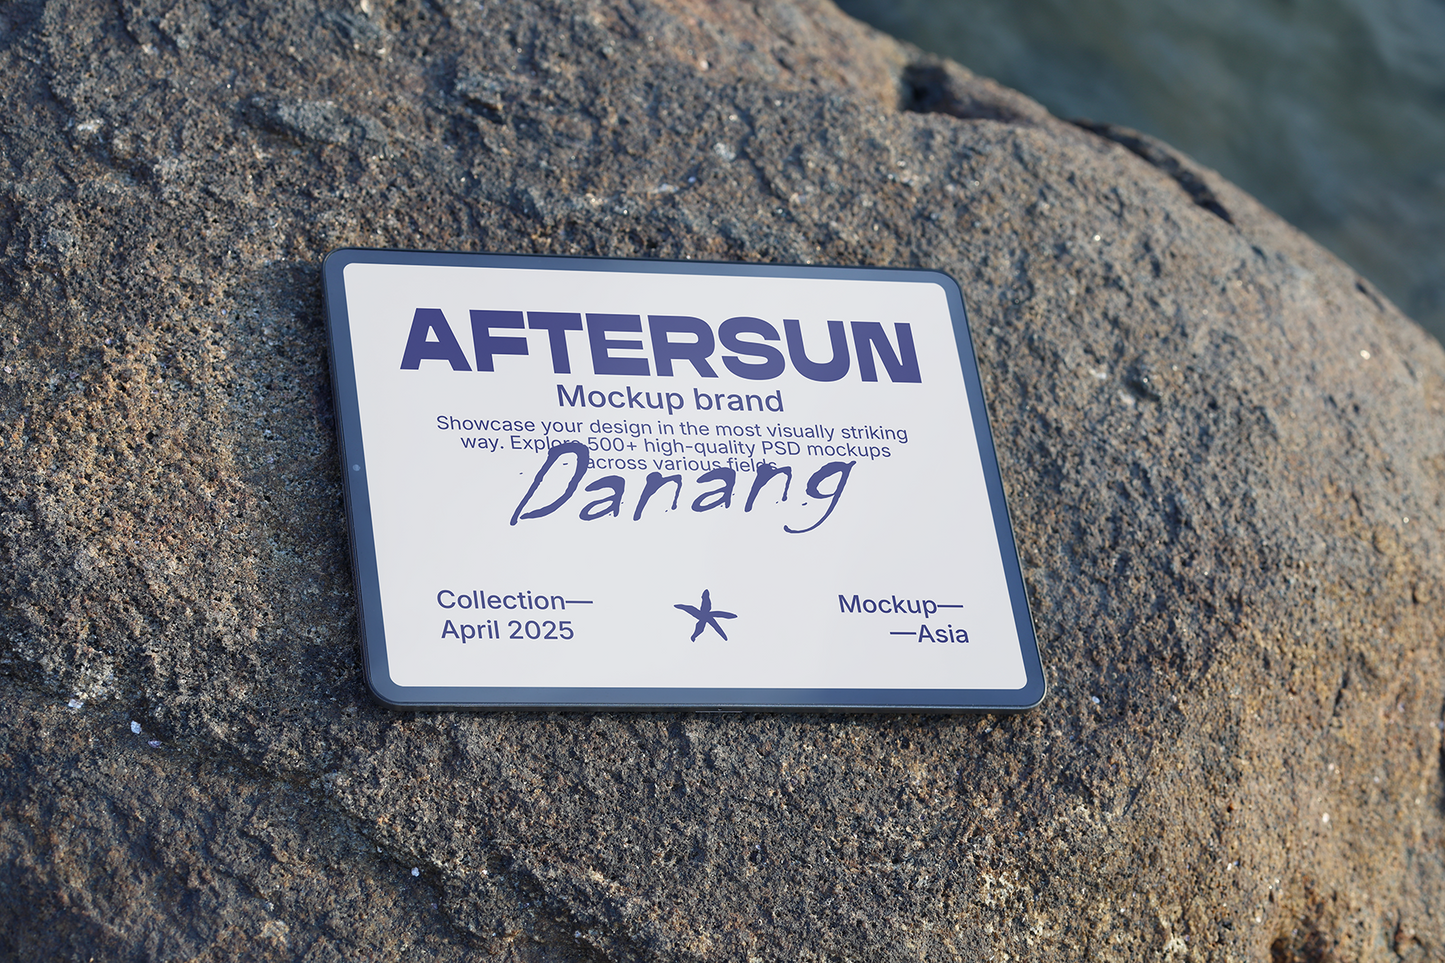 AFTERSUN
Mockup brand
Showcase your design in the most visually striking
way. Explore 500+ high-quality PSD mockups
across various fields
Danang
Collection—
April 2025
Mockup—
—Asia